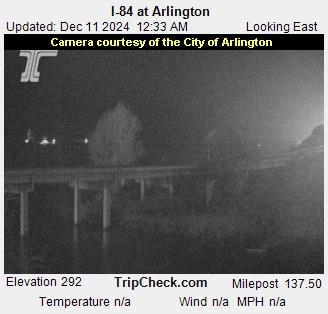 I-84 at Arlington
Updated: Dec 11 2024 12:33 AM Looking East
Camera courtesy of the City of Arlington
Elevation 292 TripCheck.com Milepost 137.50
Temperature n/a Wind n/a MPH n/a